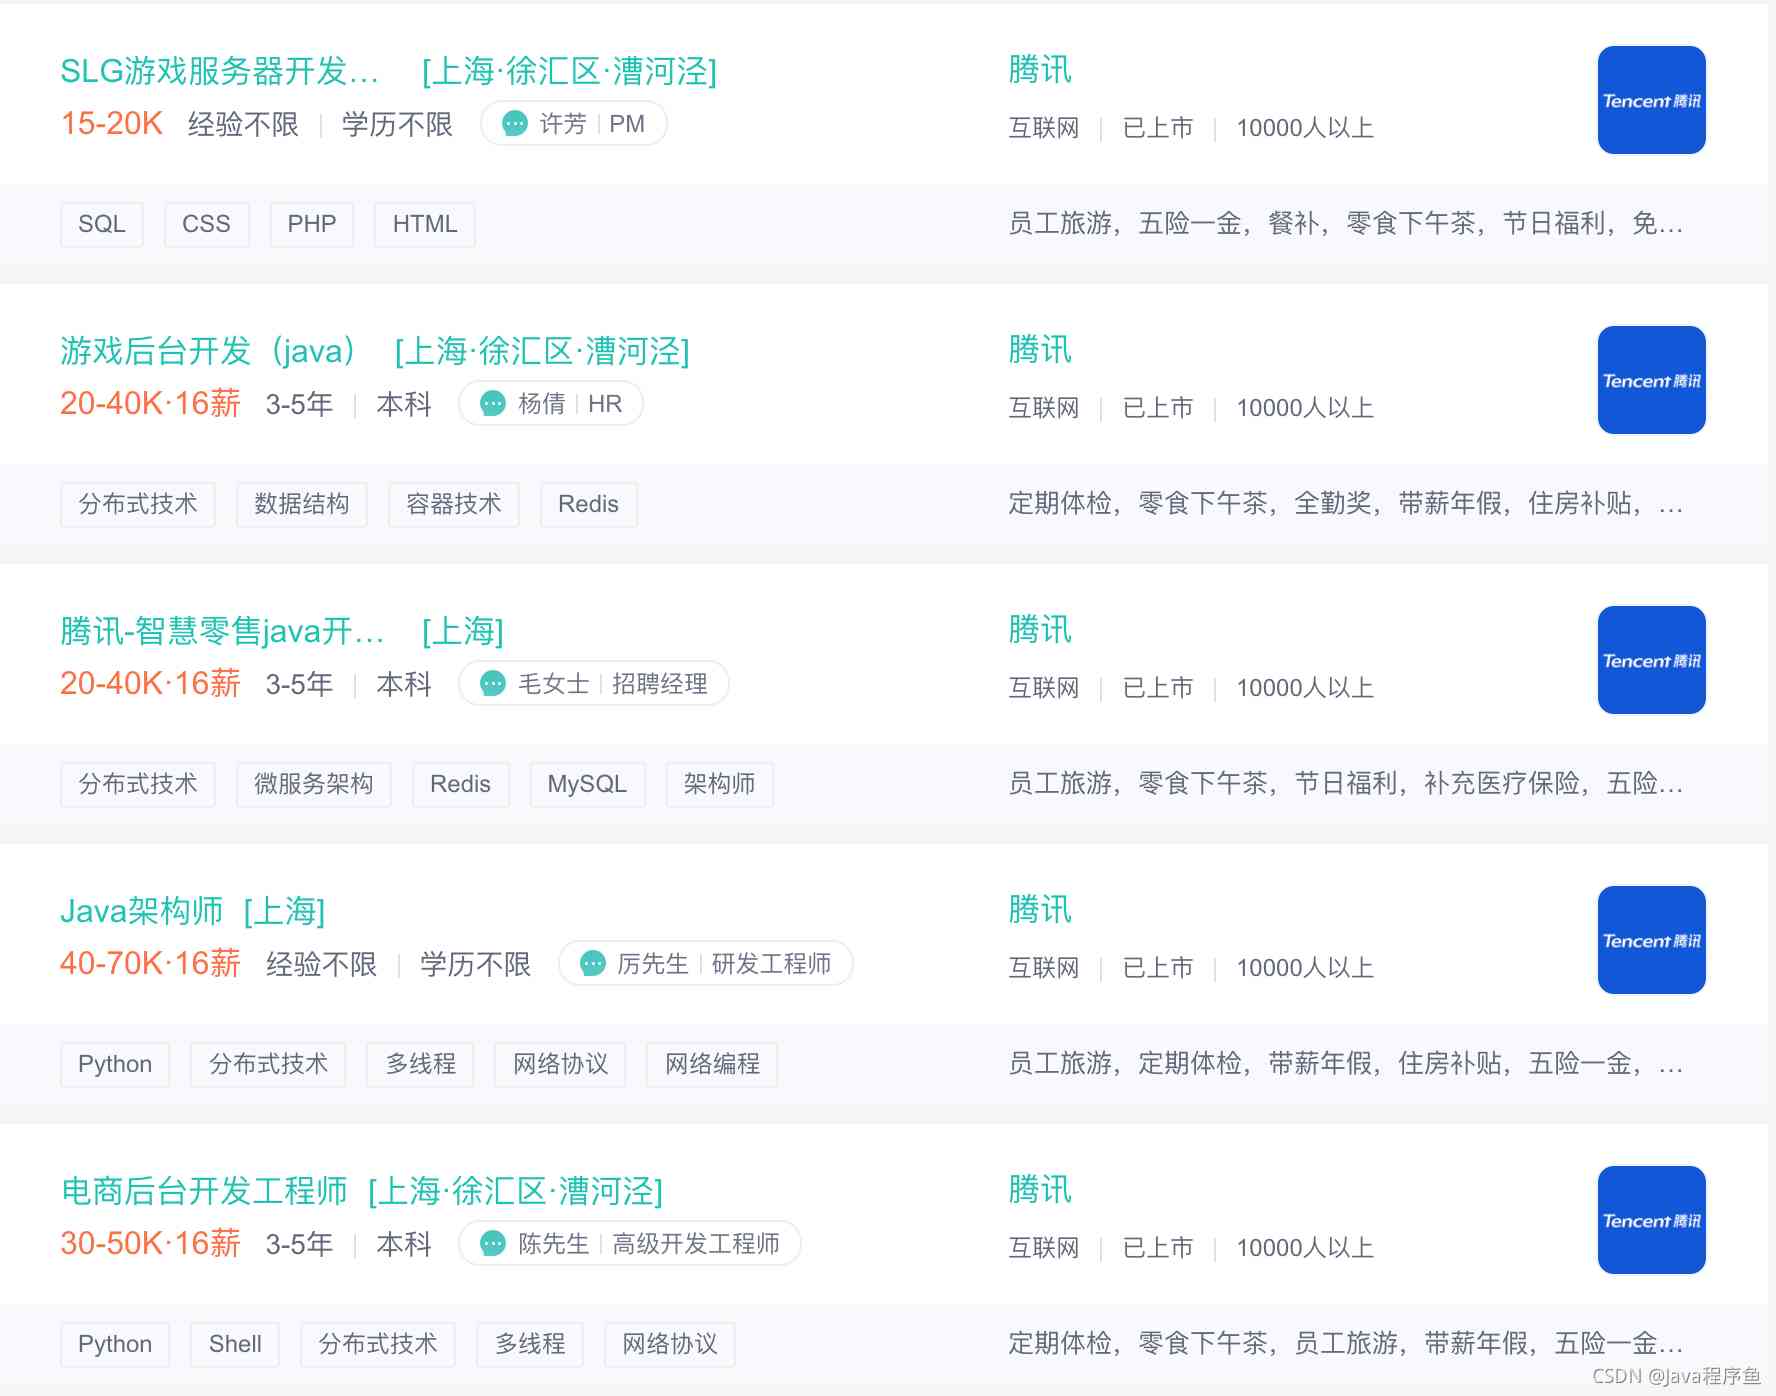 SLG游戏服务器开发... [上海·徐汇区·漕河泾]
15-20K 经验不限 | 学历不限 许芳 | PM
腾讯
互联网 | 已上市 | 10000人以上
Tencent 腾讯
SQL CSS PHP HTML
员工旅游，五险一金，餐补，零食下午茶，节日福利，免...
游戏后台开发（java） [上海·徐汇区·漕河泾]
20-40K·16薪 3-5年 | 本科 杨倩 | HR
腾讯
互联网 | 已上市 | 10000人以上
Tencent 腾讯
分布式技术 数据结构 容器技术 Redis
定期体检，零食下午茶，全勤奖，带薪年假，住房补贴，...
腾讯-智慧零售java开... [上海]
20-40K·16薪 3-5年 | 本科 毛女士 | 招聘经理
腾讯
互联网 | 已上市 | 10000人以上
Tencent 腾讯
分布式技术 微服务架构 Redis MySQL 架构师
员工旅游，零食下午茶，节日福利，补充医疗保险，五险...
Java架构师 [上海]
40-70K·16薪 经验不限 | 学历不限 厉先生 | 研发工程师
腾讯
互联网 | 已上市 | 10000人以上
Tencent 腾讯
Python 分布式技术 多线程 网络协议 网络编程
员工旅游，定期体检，带薪年假，住房补贴，五险一金，...
电商后台开发工程师 [上海·徐汇区·漕河泾]
30-50K·16薪 3-5年 | 本科 陈先生 | 高级开发工程师
腾讯
互联网 | 已上市 | 10000人以上
Tencent 腾讯
Python Shell 分布式技术 多线程 网络协议
定期体检，零食下午茶，员工旅游，带薪年假，五险一金...
CSDN @Java程序鱼